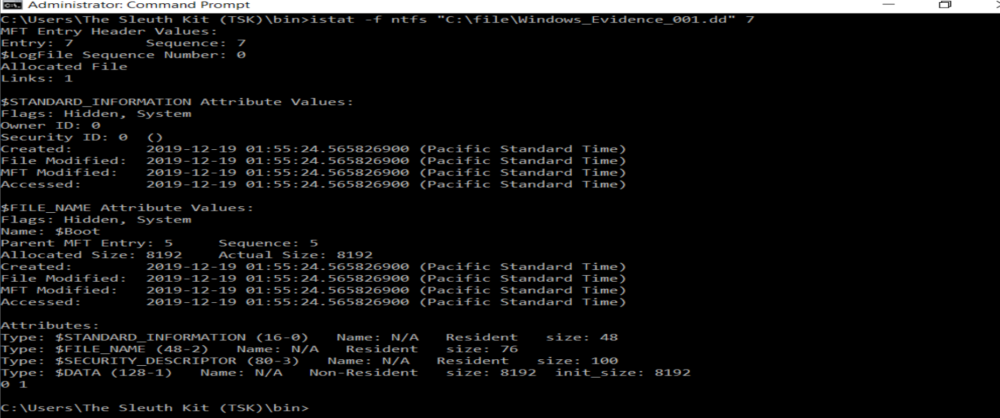 Administrator: Command Prompt
C:\Users\The Sleuth Kit (TSK)\bin>istat -f ntfs "C:\file\Windows_Evidence_001.dd" 7
MFT Entry Header Values:
Entry: 7        Sequence: 7
$LogFile Sequence Number: 0
Allocated File
Links: 1

$STANDARD_INFORMATION Attribute Values:
Flags: Hidden, System
Owner ID: 0
Security ID: 0  ()
Created:        2019-12-19 01:55:24.565826900 (Pacific Standard Time)
File Modified:  2019-12-19 01:55:24.565826900 (Pacific Standard Time)
MFT Modified:   2019-12-19 01:55:24.565826900 (Pacific Standard Time)
Accessed:       2019-12-19 01:55:24.565826900 (Pacific Standard Time)

$FILE_NAME Attribute Values:
Flags: Hidden, System
Name: $Boot
Parent MFT Entry: 5     Sequence: 5
Allocated Size: 8192    Actual Size: 8192
Created:        2019-12-19 01:55:24.565826900 (Pacific Standard Time)
File Modified:  2019-12-19 01:55:24.565826900 (Pacific Standard Time)
MFT Modified:   2019-12-19 01:55:24.565826900 (Pacific Standard Time)
Accessed:       2019-12-19 01:55:24.565826900 (Pacific Standard Time)

Attributes:
Type: $STANDARD_INFORMATION (16-0)   Name: N/A   Resident   size: 48
Type: $FILE_NAME (48-2)   Name: N/A   Resident   size: 76
Type: $SECURITY_DESCRIPTOR (80-3)   Name: N/A   Resident   size: 100
Type: $DATA (128-1)   Name: N/A   Non-Resident   size: 8192  init_size: 8192
0 1

C:\Users\The Sleuth Kit (TSK)\bin>